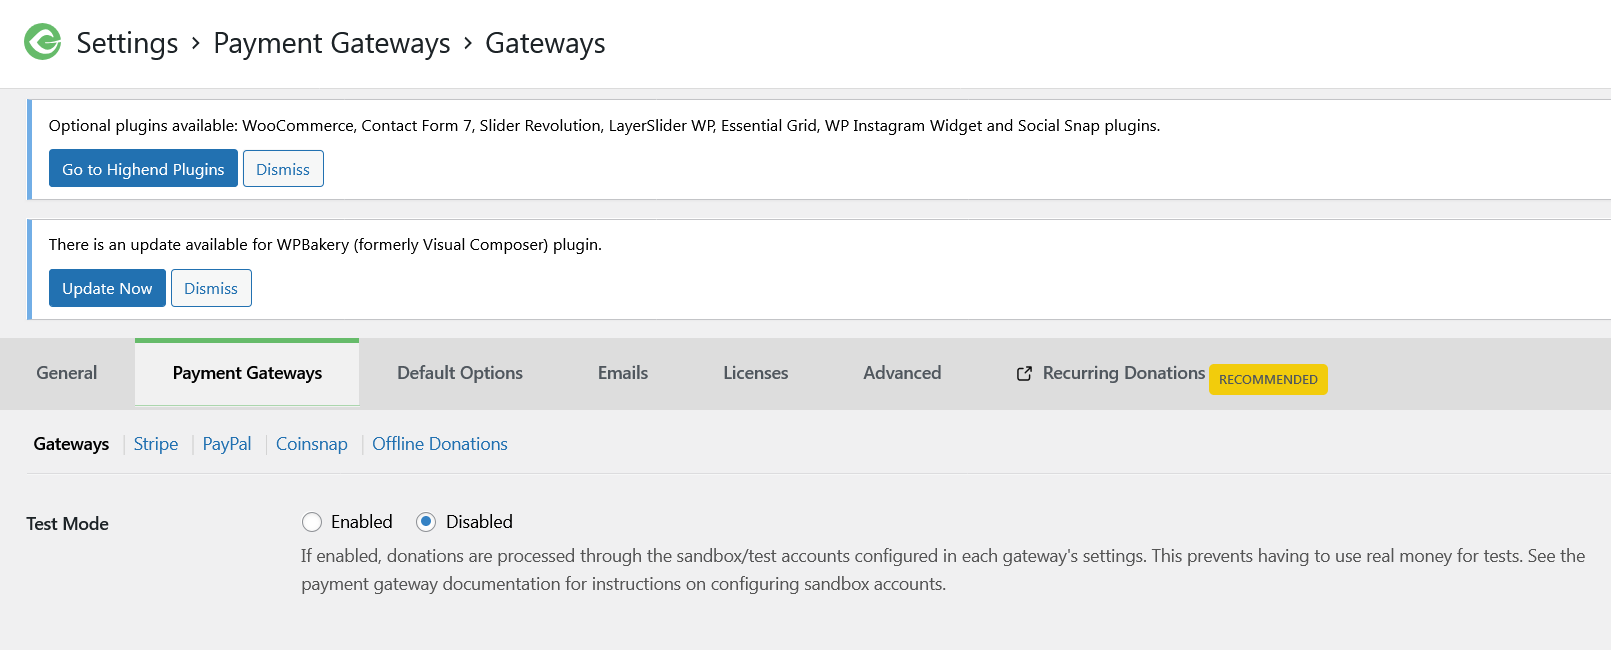 Settings › Payment Gateways › Gateways
Optional plugins available: WooCommerce, Contact Form 7, Slider Revolution, LayerSlider WP, Essential Grid, WP Instagram Widget and Social Snap plugins.
Go to Highend Plugins Dismiss
There is an update available for WPBakery (formerly Visual Composer) plugin.
Update Now Dismiss
General Payment Gateways Default Options Emails Licenses Advanced Recurring Donations RECOMMENDED
Gateways Stripe PayPal Coinsnap Offline Donations
Test Mode Enabled Disabled
If enabled, donations are processed through the sandbox/test accounts configured in each gateway's settings. This prevents having to use real money for tests. See the
payment gateway documentation for instructions on configuring sandbox accounts.